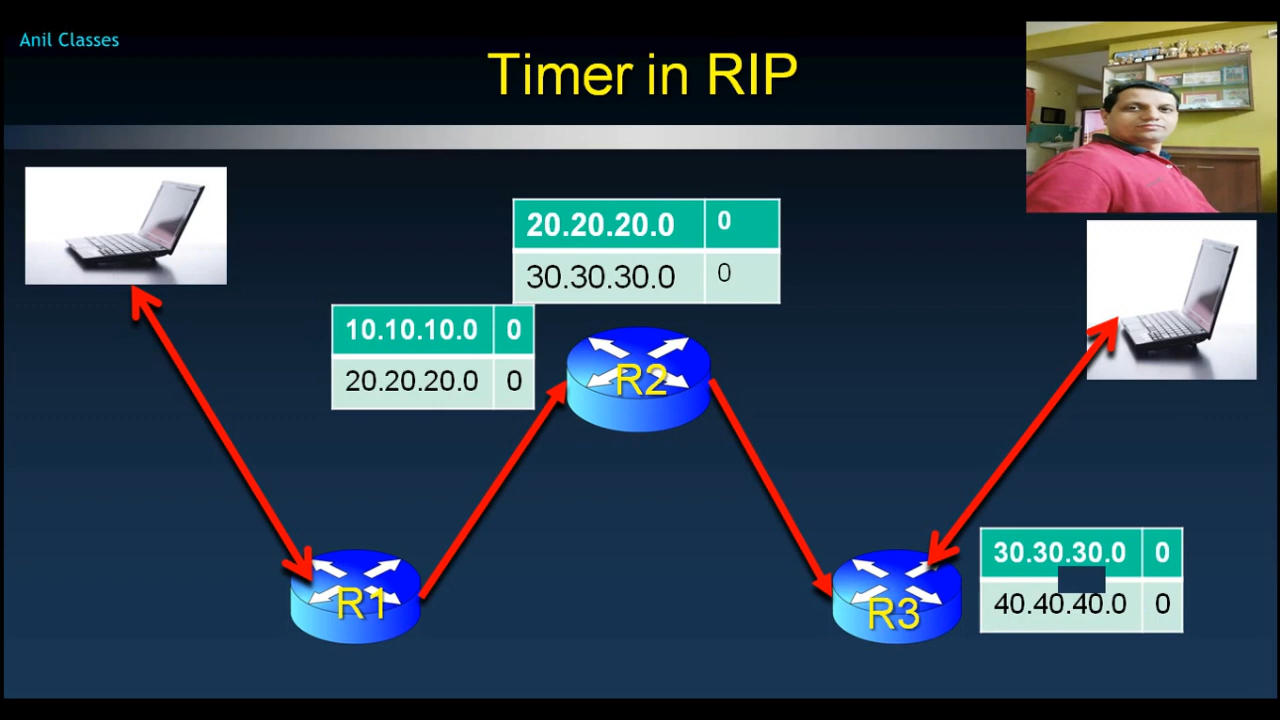 Anil Classes
Timer in RIP
20.20.20.0 0
30.30.30.0 0
10.10.10.0 0
20.20.20.0 0
R2
R1
R3
30.30.30.0 0
40.40.40.0 0